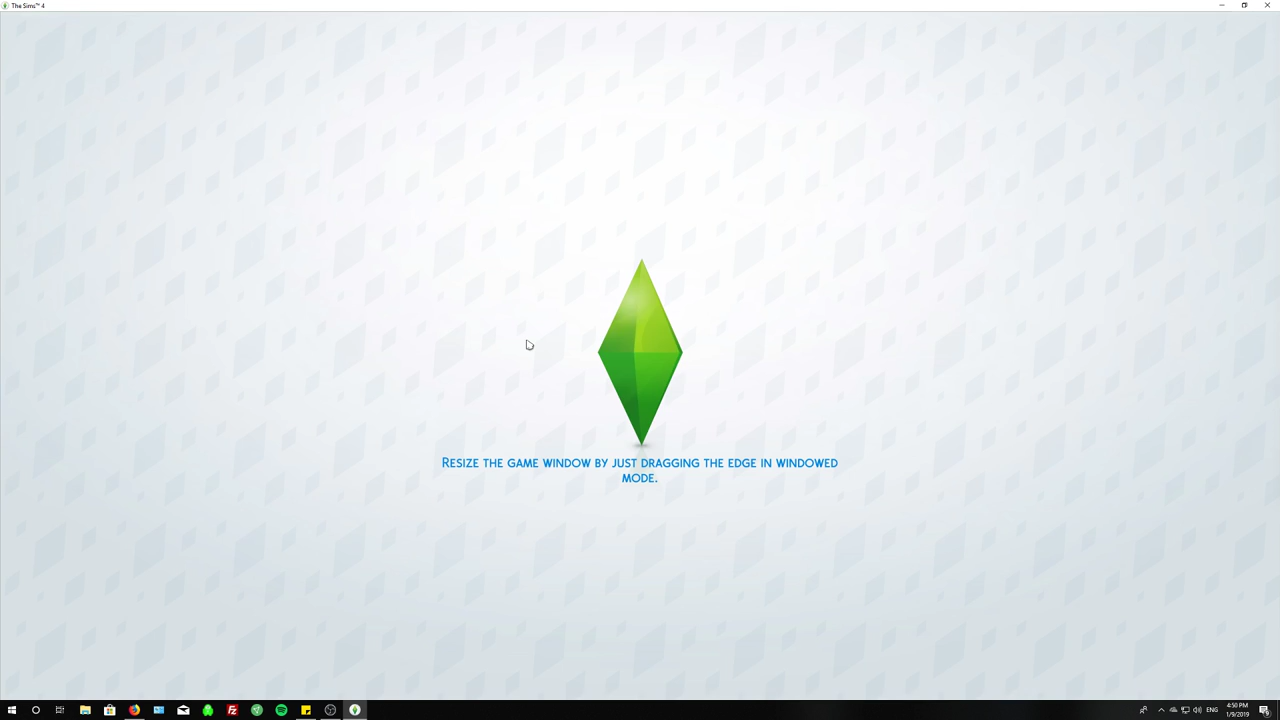 The Sims™ 4
Resize the game window by just dragging the edge in windowed
mode.
ENG
4:50 PM
1/9/2019